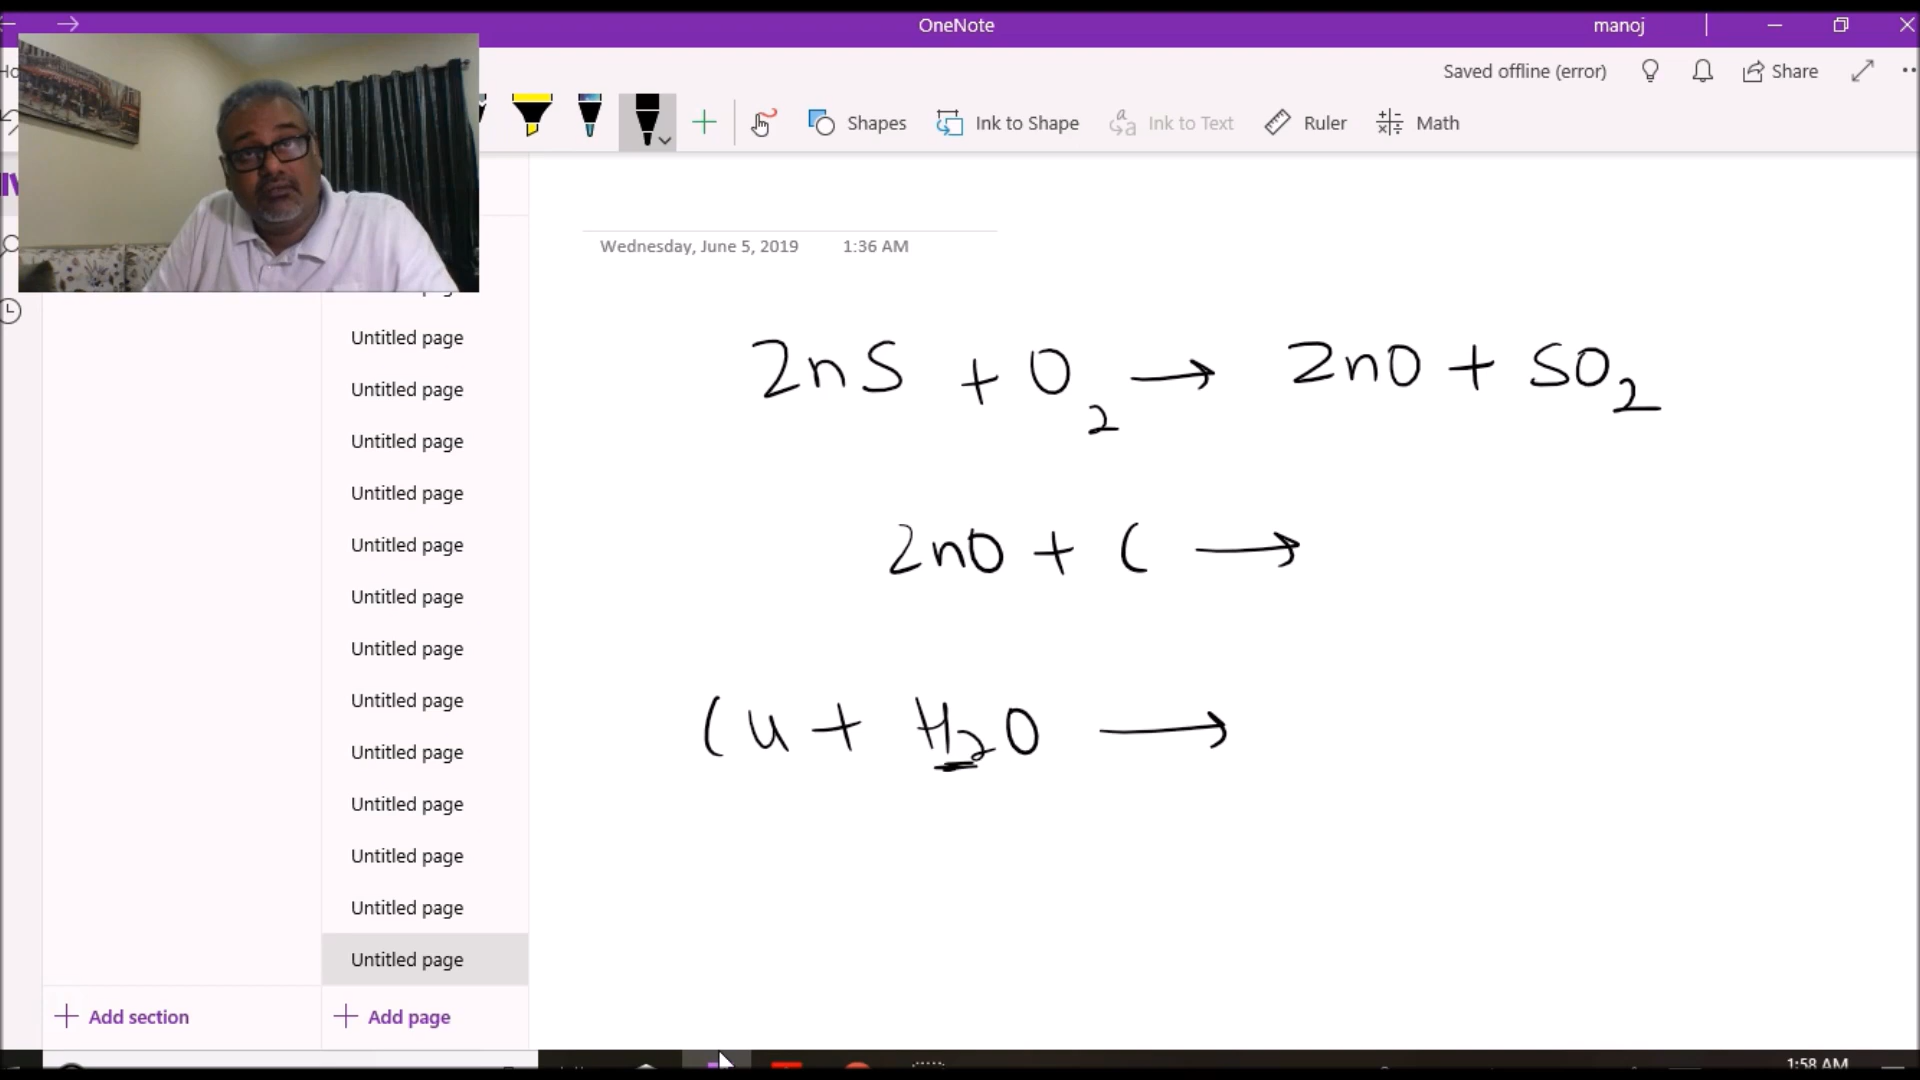 OneNote
manoj
Saved offline (error)
Share
Shapes
Ink to Shape
Ink to Text
Ruler
Math
Wednesday, June 5, 2019 1:36 AM
ZnS + O2 → ZnO + SO2
ZnO + C →
Cu + H2O →
Untitled page
Untitled page
Untitled page
Untitled page
Untitled page
Untitled page
Untitled page
Untitled page
Untitled page
Untitled page
Untitled page
Untitled page
Untitled page
+ Add section
+ Add page
1:58 AM